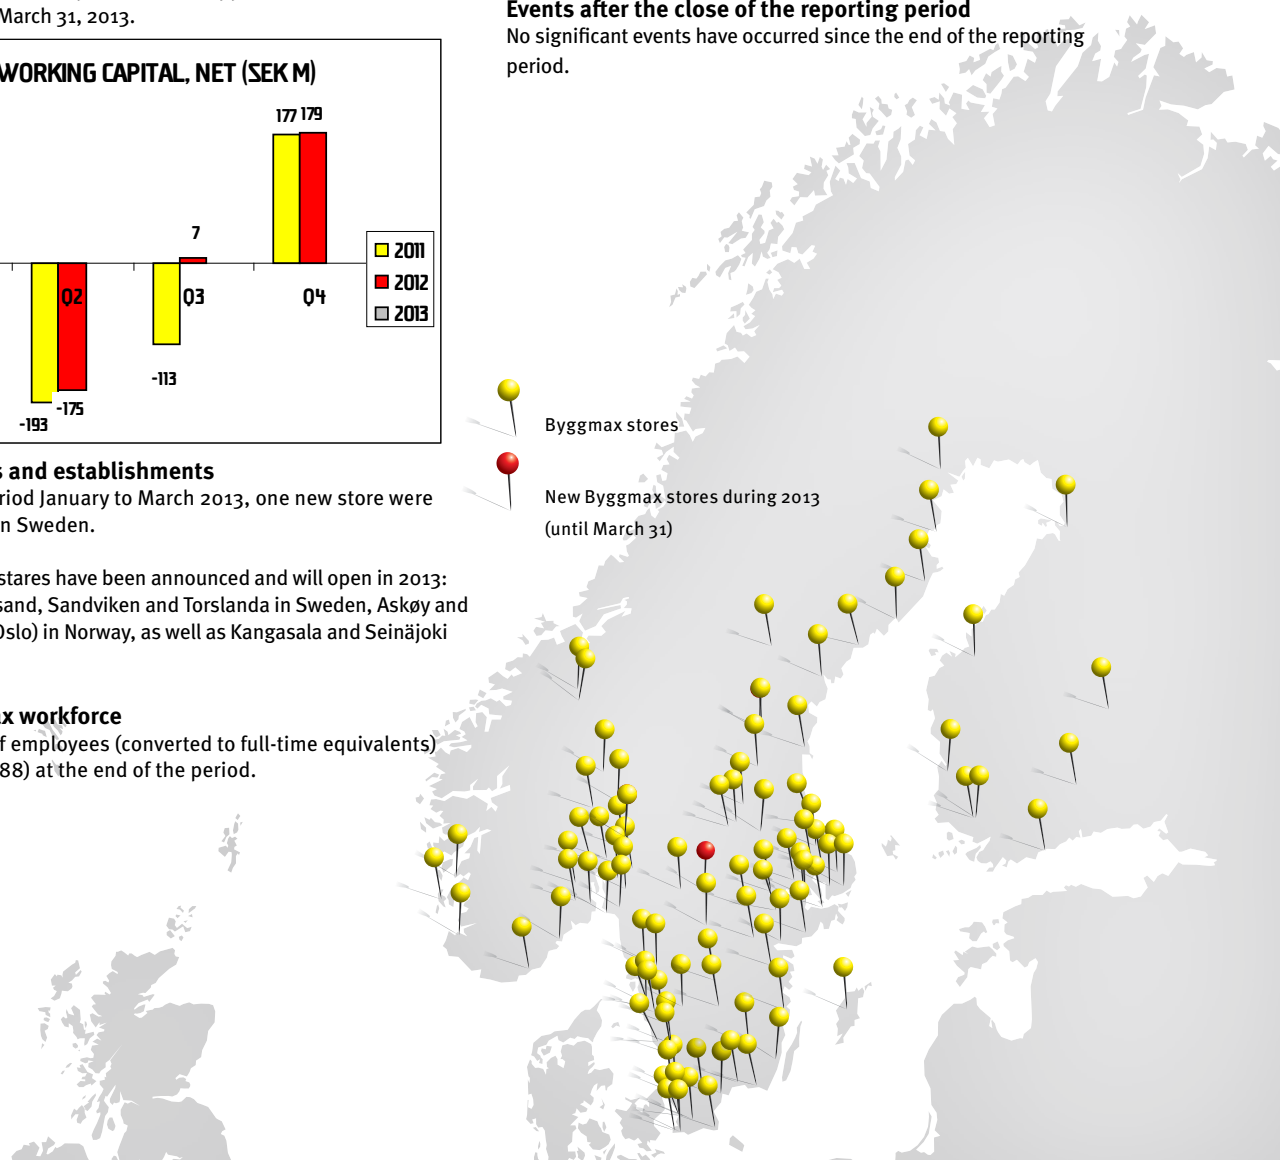 March 31, 2013.
WORKING CAPITAL, NET (SEK M)
177 179
7
2011
2012
2013
Q2
Q3
Q4
-113
-175
-193
s and establishments
riod January to March 2013, one new store were
n Sweden.
stares have been announced and will open in 2013:
sand, Sandviken and Torslanda in Sweden, Askøy and
Oslo) in Norway, as well as Kangasala and Seinäjoki
ax workforce
f employees (converted to full-time equivalents)
88) at the end of the period.
Events after the close of the reporting period
No significant events have occurred since the end of the reporting
period.
Byggmax stores
New Byggmax stores during 2013
(until March 31)